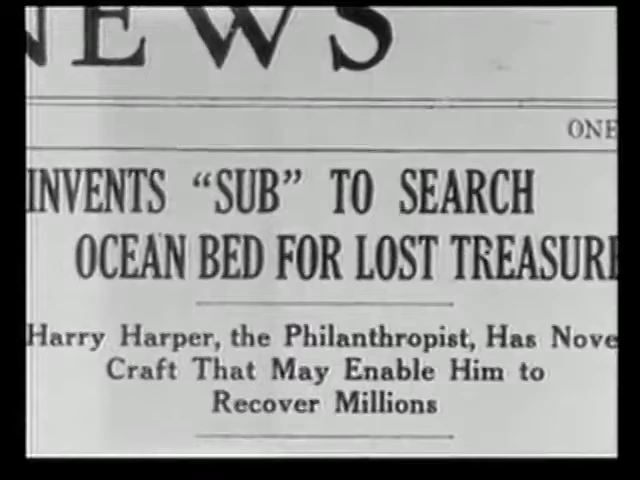 NEWS
ONE
INVENTS “SUB” TO SEARCH
OCEAN BED FOR LOST TREASURE
Harry Harper, the Philanthropist, Has Nove
Craft That May Enable Him to
Recover Millions